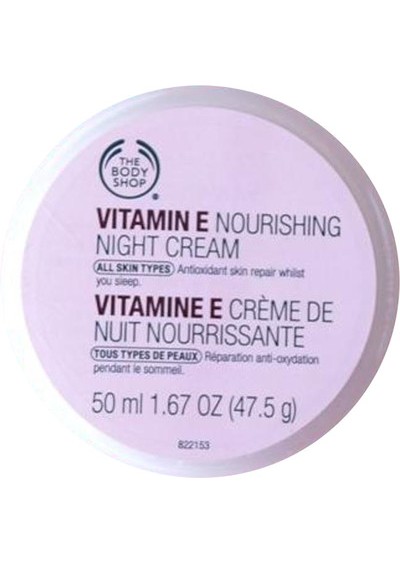 THE
BODY
SHOP®
VITAMIN E NOURISHING
NIGHT CREAM
ALL SKIN TYPES Antioxidant skin repair whilst
you sleep.
VITAMINE E CRÈME DE
NUIT NOURRISSANTE
TOUS TYPES DE PEAUX Réparation anti-oxydation
pendant le sommeil.
50 ml 1.67 OZ (47.5 g)
822153